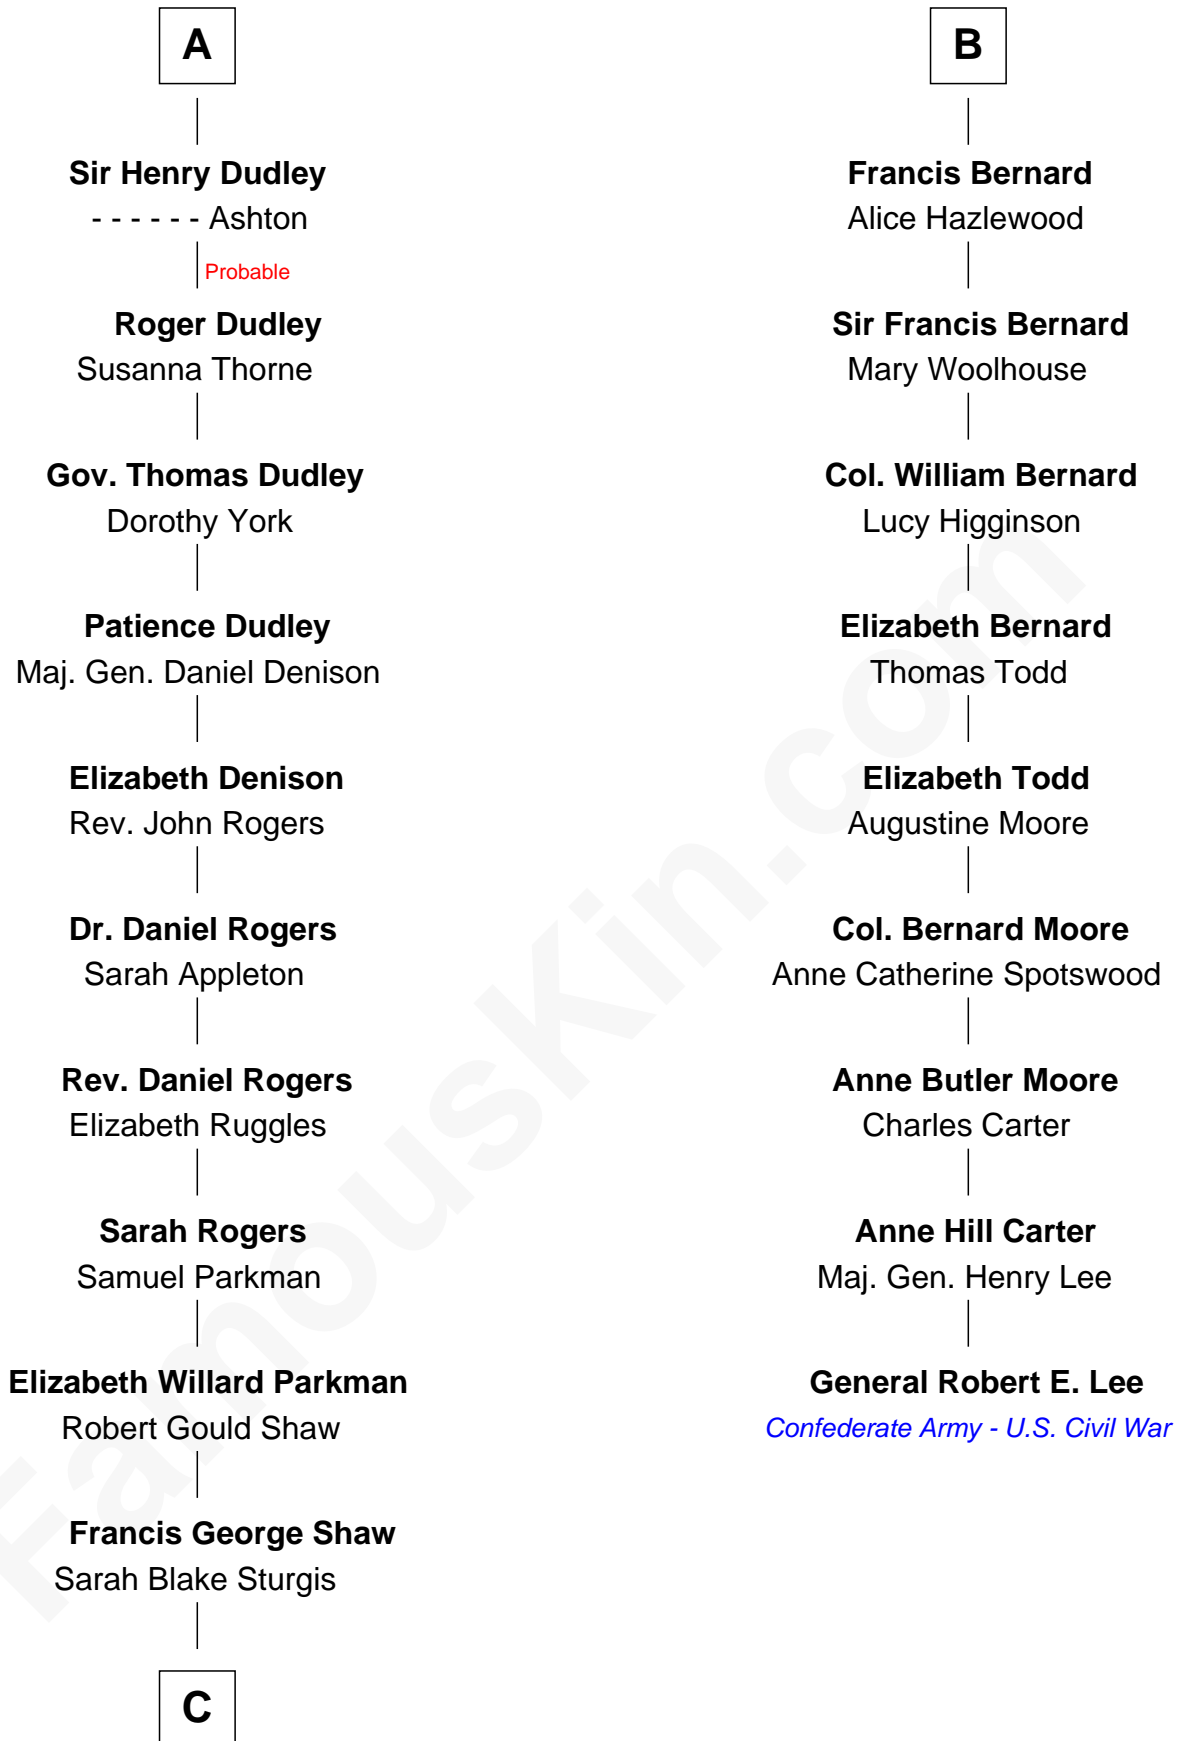 A
Sir Henry Dudley
- - - - - - Ashton
Probable
Roger Dudley
Susanna Thorne
Gov. Thomas Dudley
Dorothy York
Patience Dudley
Maj. Gen. Daniel Denison
Elizabeth Denison
Rev. John Rogers
Dr. Daniel Rogers
Sarah Appleton
Rev. Daniel Rogers
Elizabeth Ruggles
Sarah Rogers
Samuel Parkman
Elizabeth Willard Parkman
Robert Gould Shaw
Francis George Shaw
Sarah Blake Sturgis
C
B
Francis Bernard
Alice Hazlewood
Sir Francis Bernard
Mary Woolhouse
Col. William Bernard
Lucy Higginson
Elizabeth Bernard
Thomas Todd
Elizabeth Todd
Augustine Moore
Col. Bernard Moore
Anne Catherine Spotswood
Anne Butler Moore
Charles Carter
Anne Hill Carter
Maj. Gen. Henry Lee
General Robert E. Lee
Confederate Army - U.S. Civil War
FamousKin.com